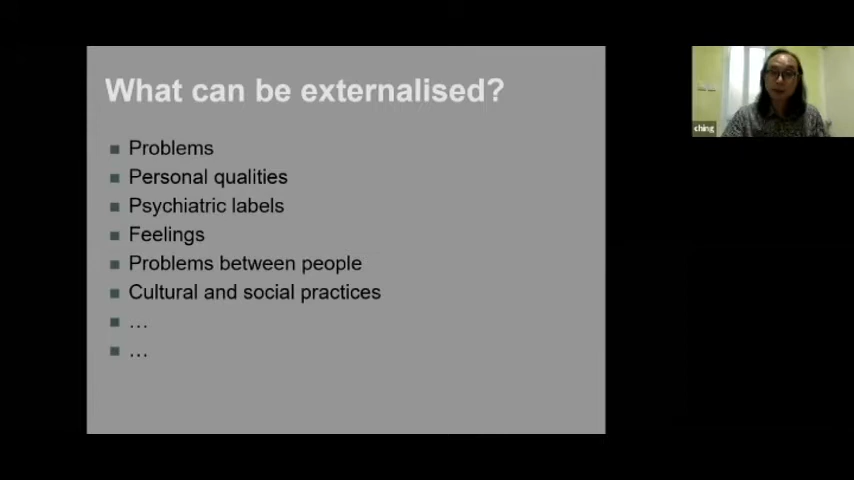 What can be externalised?
Problems
Personal qualities
Psychiatric labels
Feelings
Problems between people
Cultural and social practices
…
…
ching